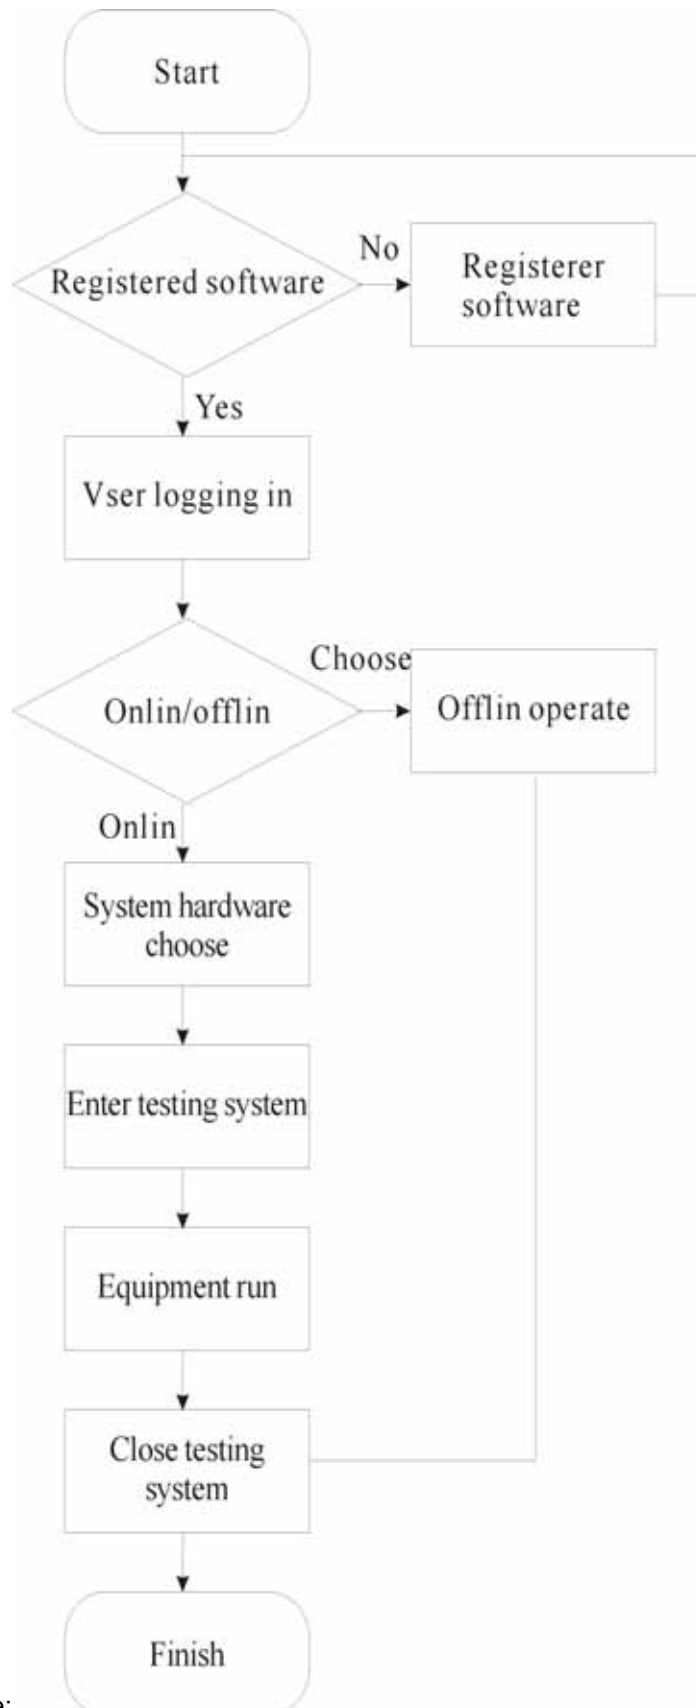 Start
Registered software
No
Registerer
software
Yes
Vser logging in
Onlin/offlin
Choose
Offlin operate
Onlin
System hardware
choose
Enter testing system
Equipment run
Close testing
system
Finish